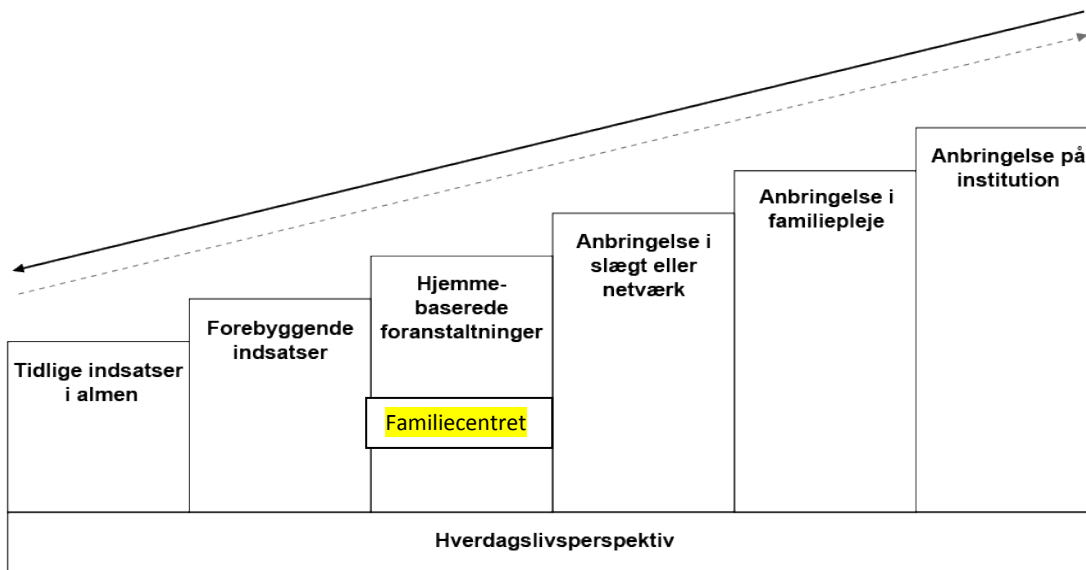 Tidlige indsatser
i almen
Forebyggende
indsatser
Hjemme-
baserede
foranstaltninger
Familiecentret
Anbringelse i
slægt eller
netværk
Anbringelse i
familiepleje
Anbringelse på
institution
Hverdagslivsperspektiv